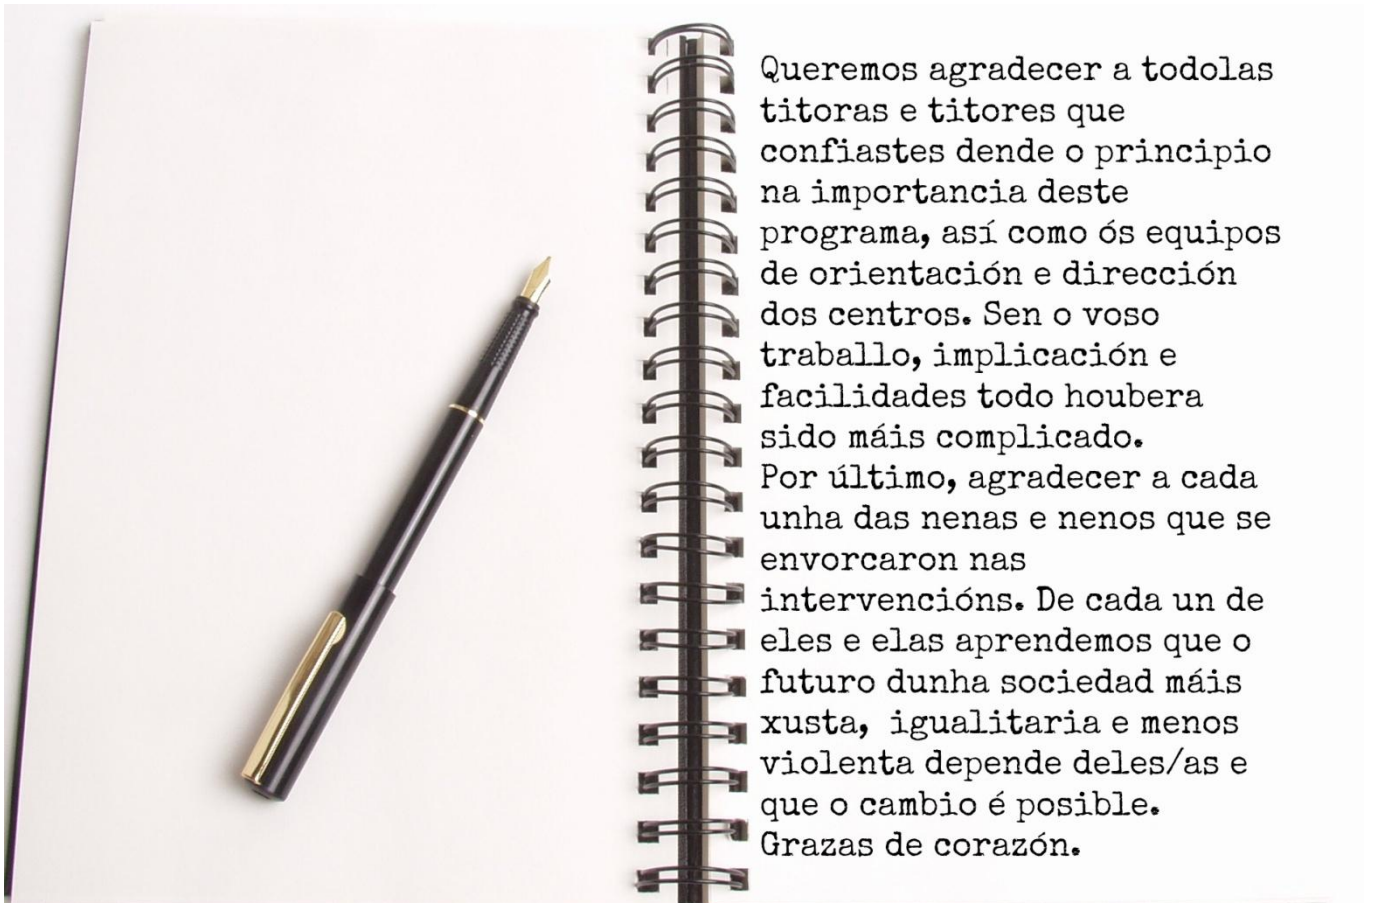 Queremos agradecer a todolas
titoras e titores que
confiastes dende o principio
na importancia deste
programa, así como ós equipos
de orientación e dirección
dos centros. Sen o voso
traballo, implicación e
facilidades todo houbera
sido máis complicado.
Por último, agradecer a cada
unha das nenas e nenos que se
envorcaron nas
intervencións. De cada un de
eles e elas aprendemos que o
futuro dunha sociedad máis
xusta,  igualitaria e menos
violenta depende deles/as e
que o cambio é posible.
Grazas de corazón.